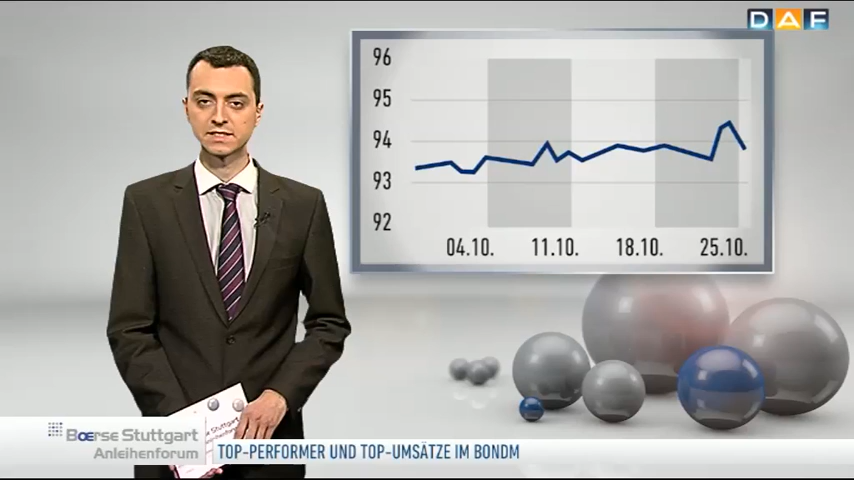 DAF
96
95
94
93
92
04.10. 11.10. 18.10. 25.10.
Boerse Stuttgart
Anleihenforum
TOP-PERFORMER UND TOP-UMSÄTZE IM BONDM